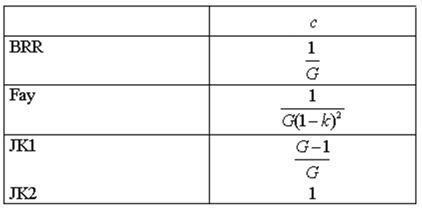 c
BRR 1/G
Fay 1/(G(1−k)²)
JK1 (G−1)/G
JK2 1